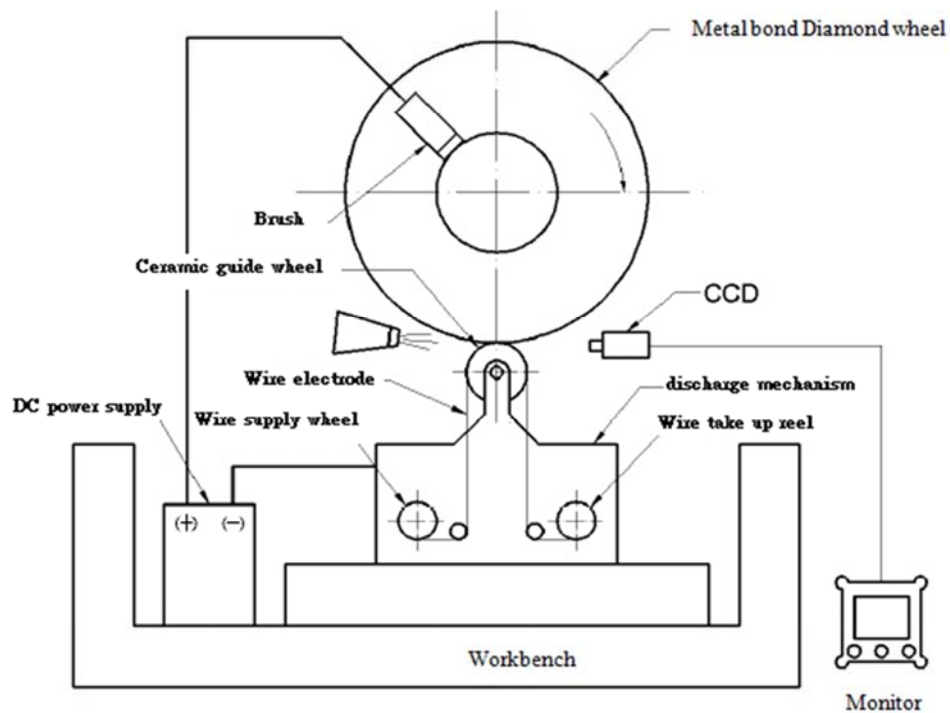 Metal bond Diamond wheel
Brush
Ceramic guide wheel
CCD
Wire electrode
discharge mechanism
DC power supply
Wire supply wheel
Wire take up reel
(+) (−)
Workbench
Monitor